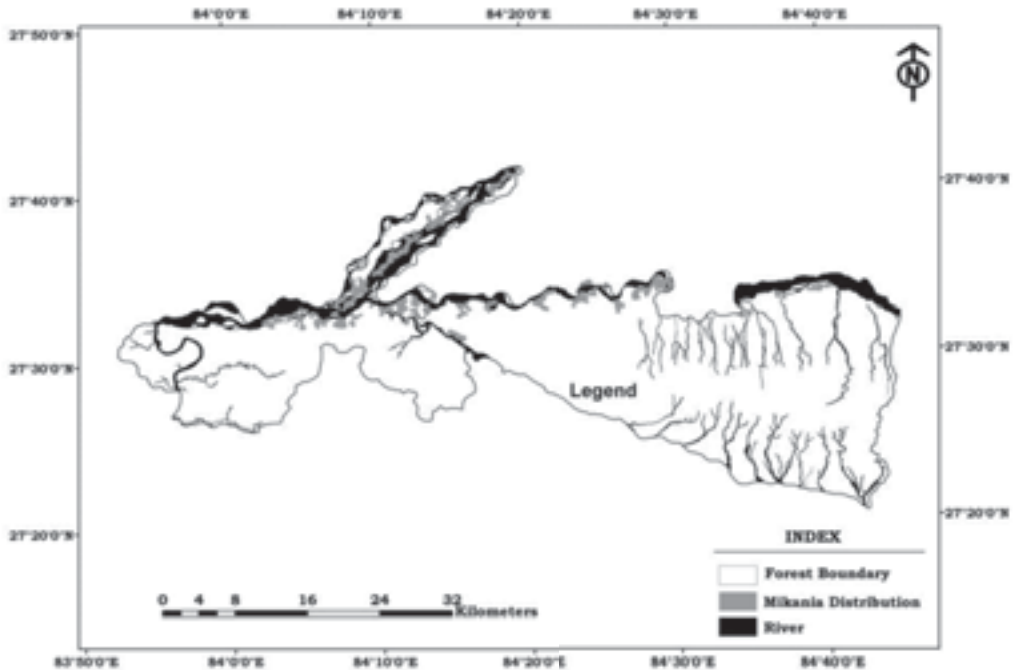 84°0'0"E 84°10'0"E 84°20'0"E 84°30'0"E 84°40'0"E
27°50'0"N
N
27°40'0"N
27°40'0"N
27°30'0"N
27°30'0"N
Legend
27°20'0"N
27°20'0"N
INDEX
Forest Boundary
Mikania Distribution
River
0 4 8 16 24 32
Kilometers
83°50'0"E 84°0'0"E 84°10'0"E 84°20'0"E 84°30'0"E 84°40'0"E